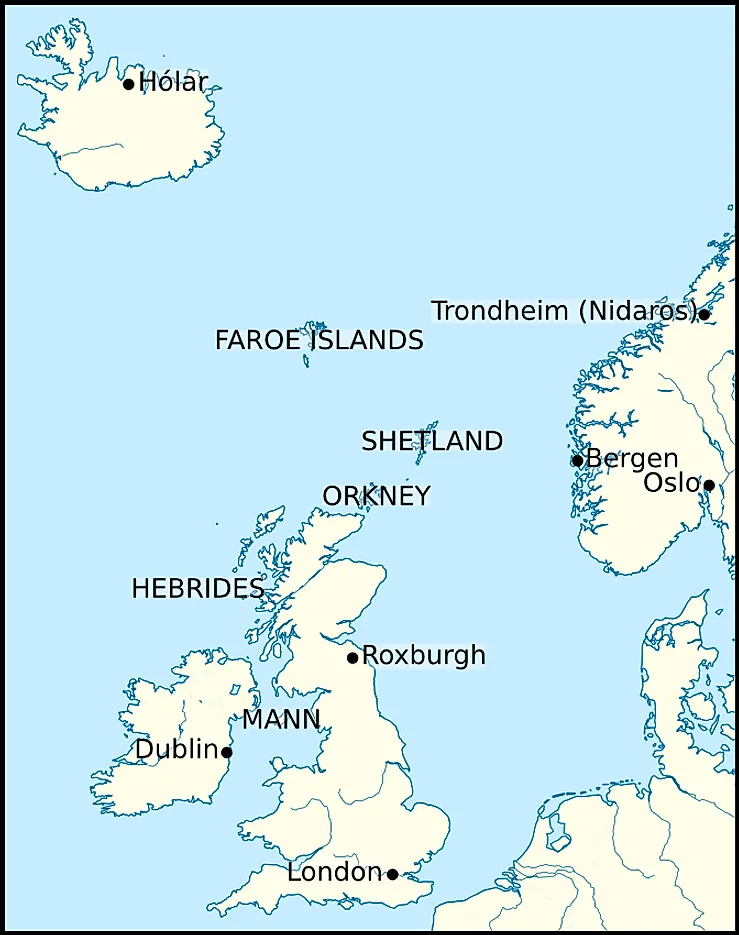 Hólar
Trondheim (Nidaros)
FAROE ISLANDS
SHETLAND
Bergen
Oslo
ORKNEY
HEBRIDES
Roxburgh
MANN
Dublin
London